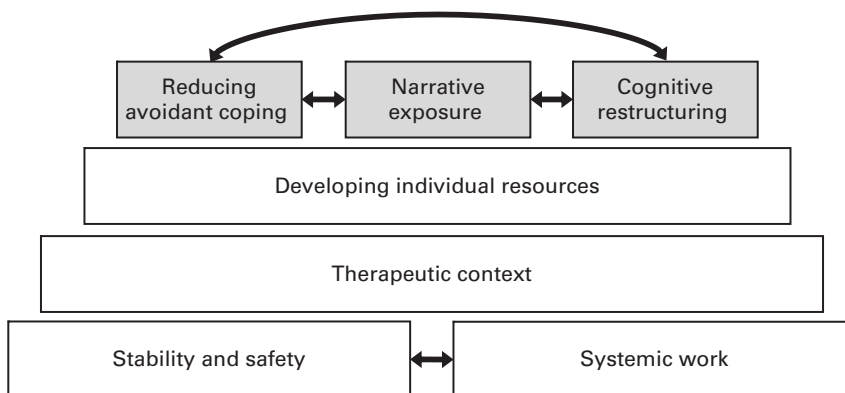 Reducing
avoidant coping
Narrative
exposure
Cognitive
restructuring
Developing individual resources
Therapeutic context
Stability and safety
Systemic work